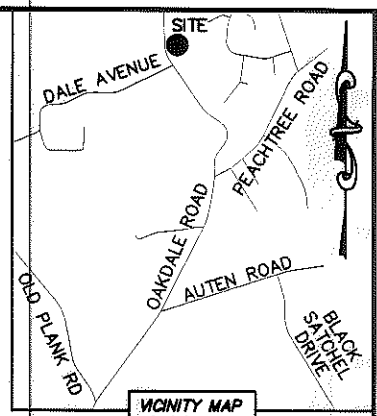 SITE
DALE AVENUE
PEACHTREE ROAD
OAKDALE ROAD
AUTEN ROAD
OLD PLANK RD
BLACK
SATCHEL
DRIVE
VICINITY MAP